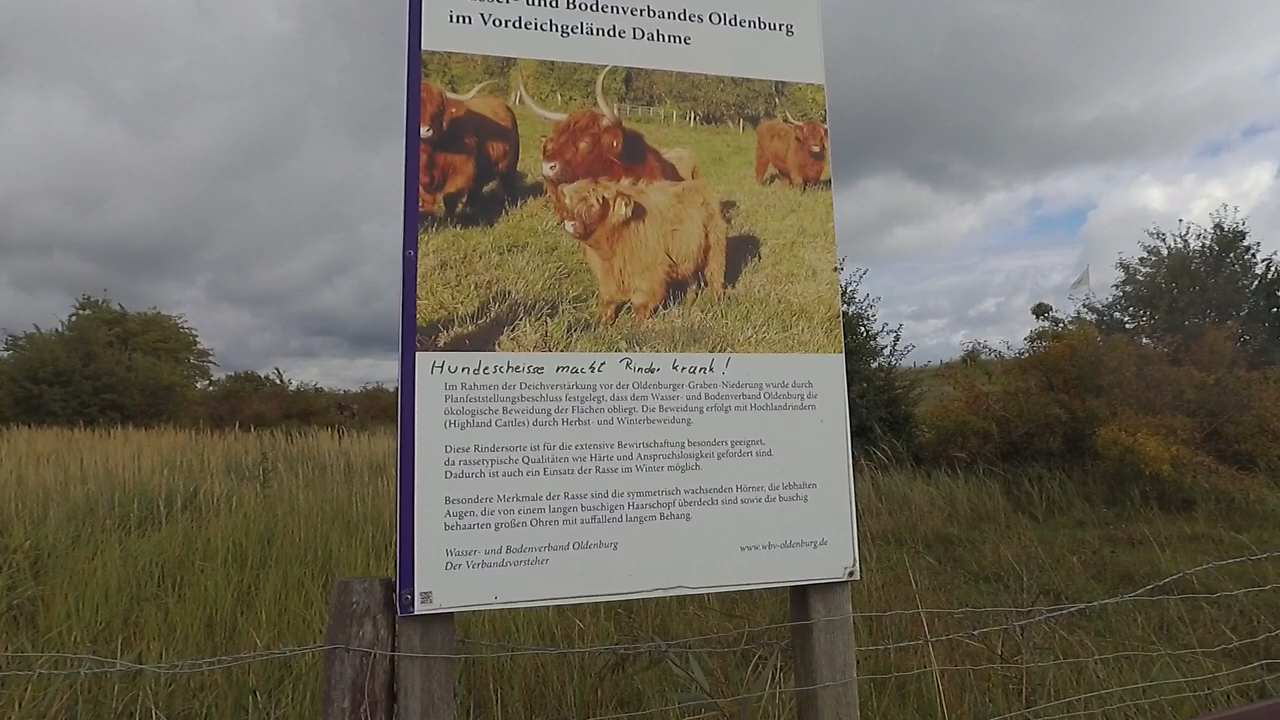 und Bodenverbandes Oldenburg
im Vordeichgelände Dahme
Hundescheisse macht Rinder krank!
Im Rahmen der Deichverstärkung vor der Oldenburger-Graben-Niederung wurde durch
Planfeststellungsbeschluss festgelegt, dass dem Wasser- und Bodenverband Oldenburg die
ökologische Beweidung der Flächen obliegt. Die Beweidung erfolgt mit Hochlandrindern
(Highland Cattles) durch Herbst- und Winterbeweidung.
Diese Rindersorte ist für die extensive Bewirtschaftung besonders geeignet,
da rassetypische Qualitäten wie Härte und Anspruchslosigkeit gefordert sind.
Dadurch ist auch ein Einsatz der Rasse im Winter möglich.
Besondere Merkmale der Rasse sind die symmetrisch wachsenden Hörner, die lebhaften
Augen, die von einem langen buschigen Haarschopf überdeckt sind sowie die buschig
behaarten großen Ohren mit auffallend langem Behang.
Wasser- und Bodenverband Oldenburg
Der Verbandsvorsteher
www.wbv-oldenburg.de